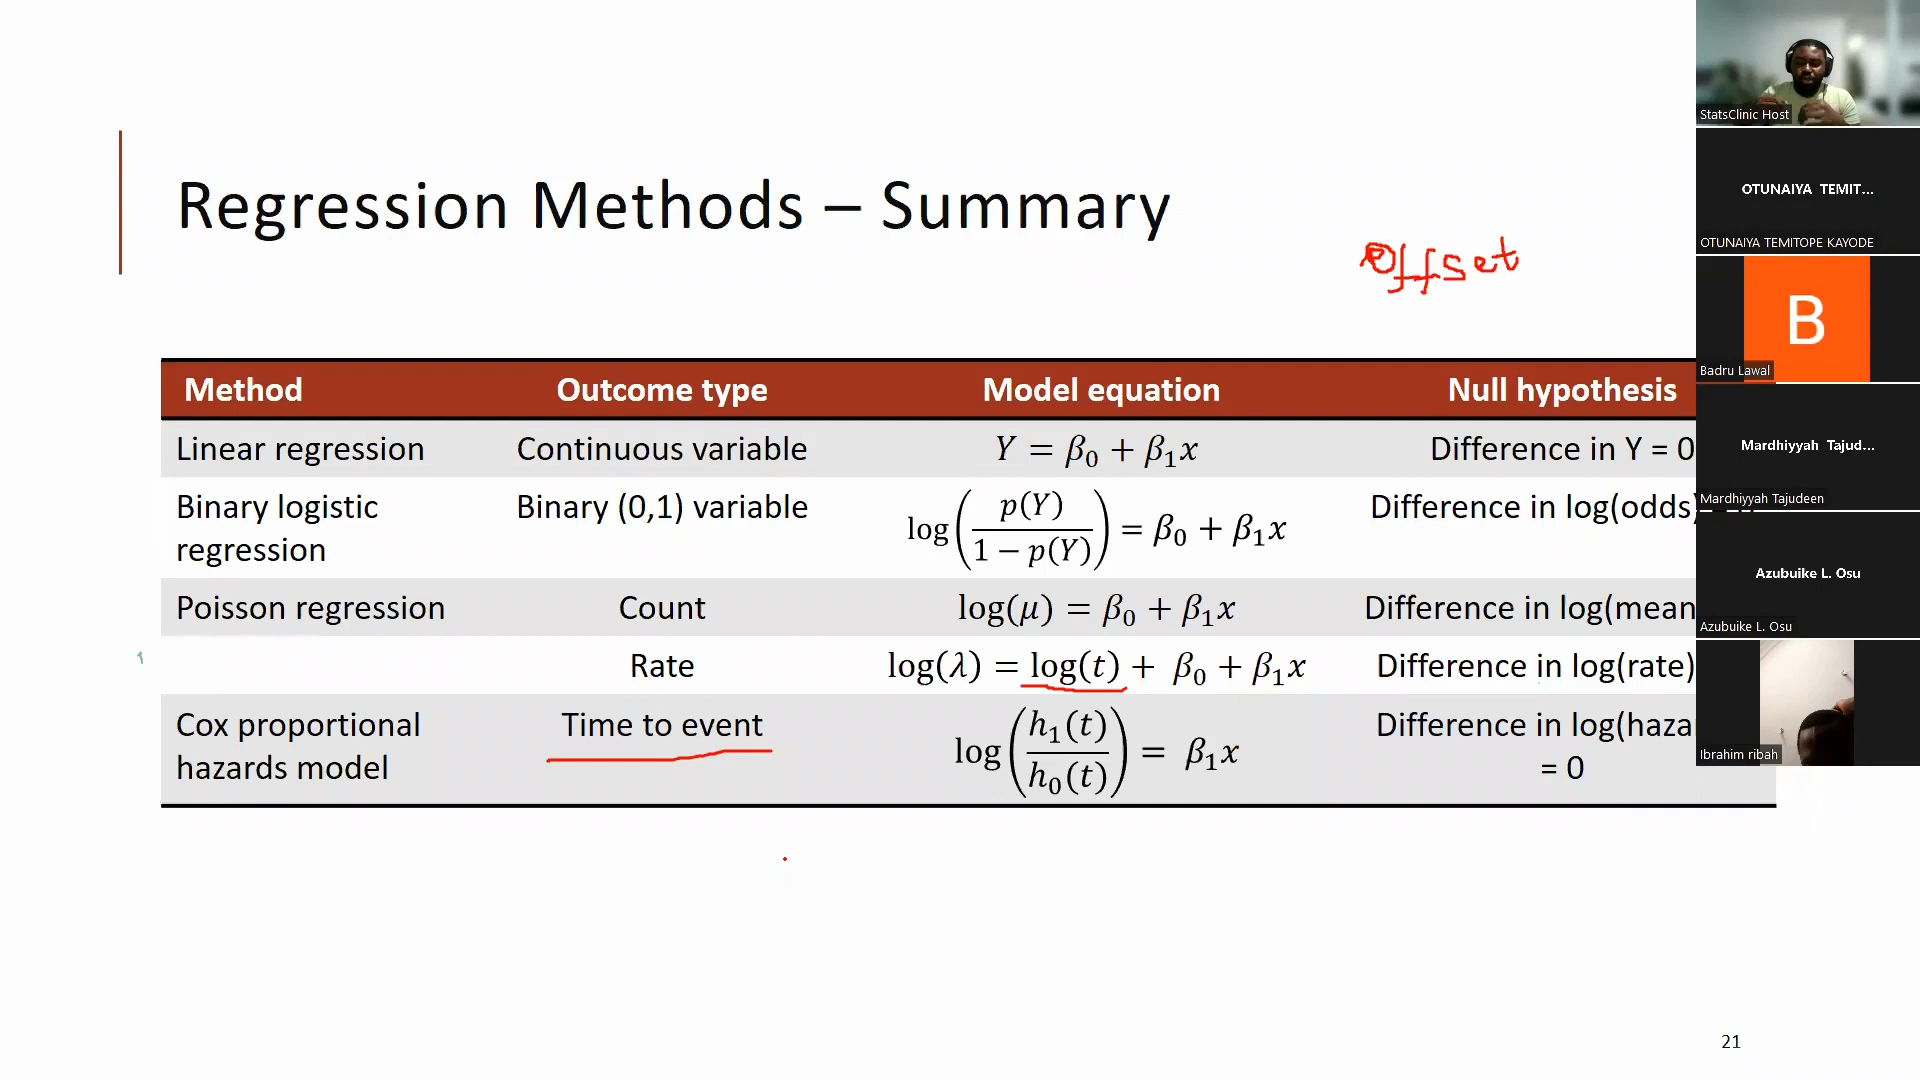 Regression Methods – Summary
Offset
Method Outcome type Model equation Null hypothesis
Linear regression Continuous variable Y = β₀ + β₁x Difference in Y = 0
Binary logistic regression Binary (0,1) variable log(p(Y)/(1 − p(Y))) = β₀ + β₁x Difference in log(odds)
Poisson regression Count log(μ) = β₀ + β₁x Difference in log(mean
Rate log(λ) = log(t) + β₀ + β₁x Difference in log(rate)
Cox proportional hazards model Time to event log(h₁(t)/h₀(t)) = β₁x Difference in log(haza
= 0
21
StatsClinic Host
OTUNAIYA TEMIT...
OTUNAIYA TEMITOPE KAYODE
B
Badru Lawal
Mardhiyyah Tajud...
Mardhiyyah Tajudeen
Azubuike L. Osu
Azubuike L. Osu
Ibrahim ribah